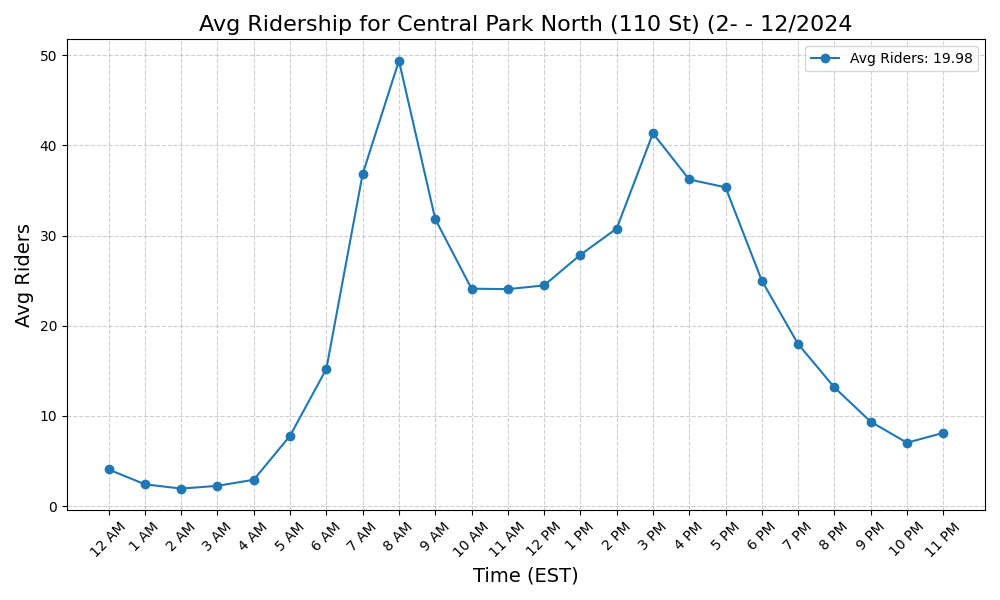 Avg Ridership for Central Park North (110 St) (2- - 12/2024
Avg Riders: 19.98
Avg Riders
50
40
30
20
10
0
12 AM
1 AM
2 AM
3 AM
4 AM
5 AM
6 AM
7 AM
8 AM
9 AM
10 AM
11 AM
12 PM
1 PM
2 PM
3 PM
4 PM
5 PM
6 PM
7 PM
8 PM
9 PM
10 PM
11 PM
Time (EST)